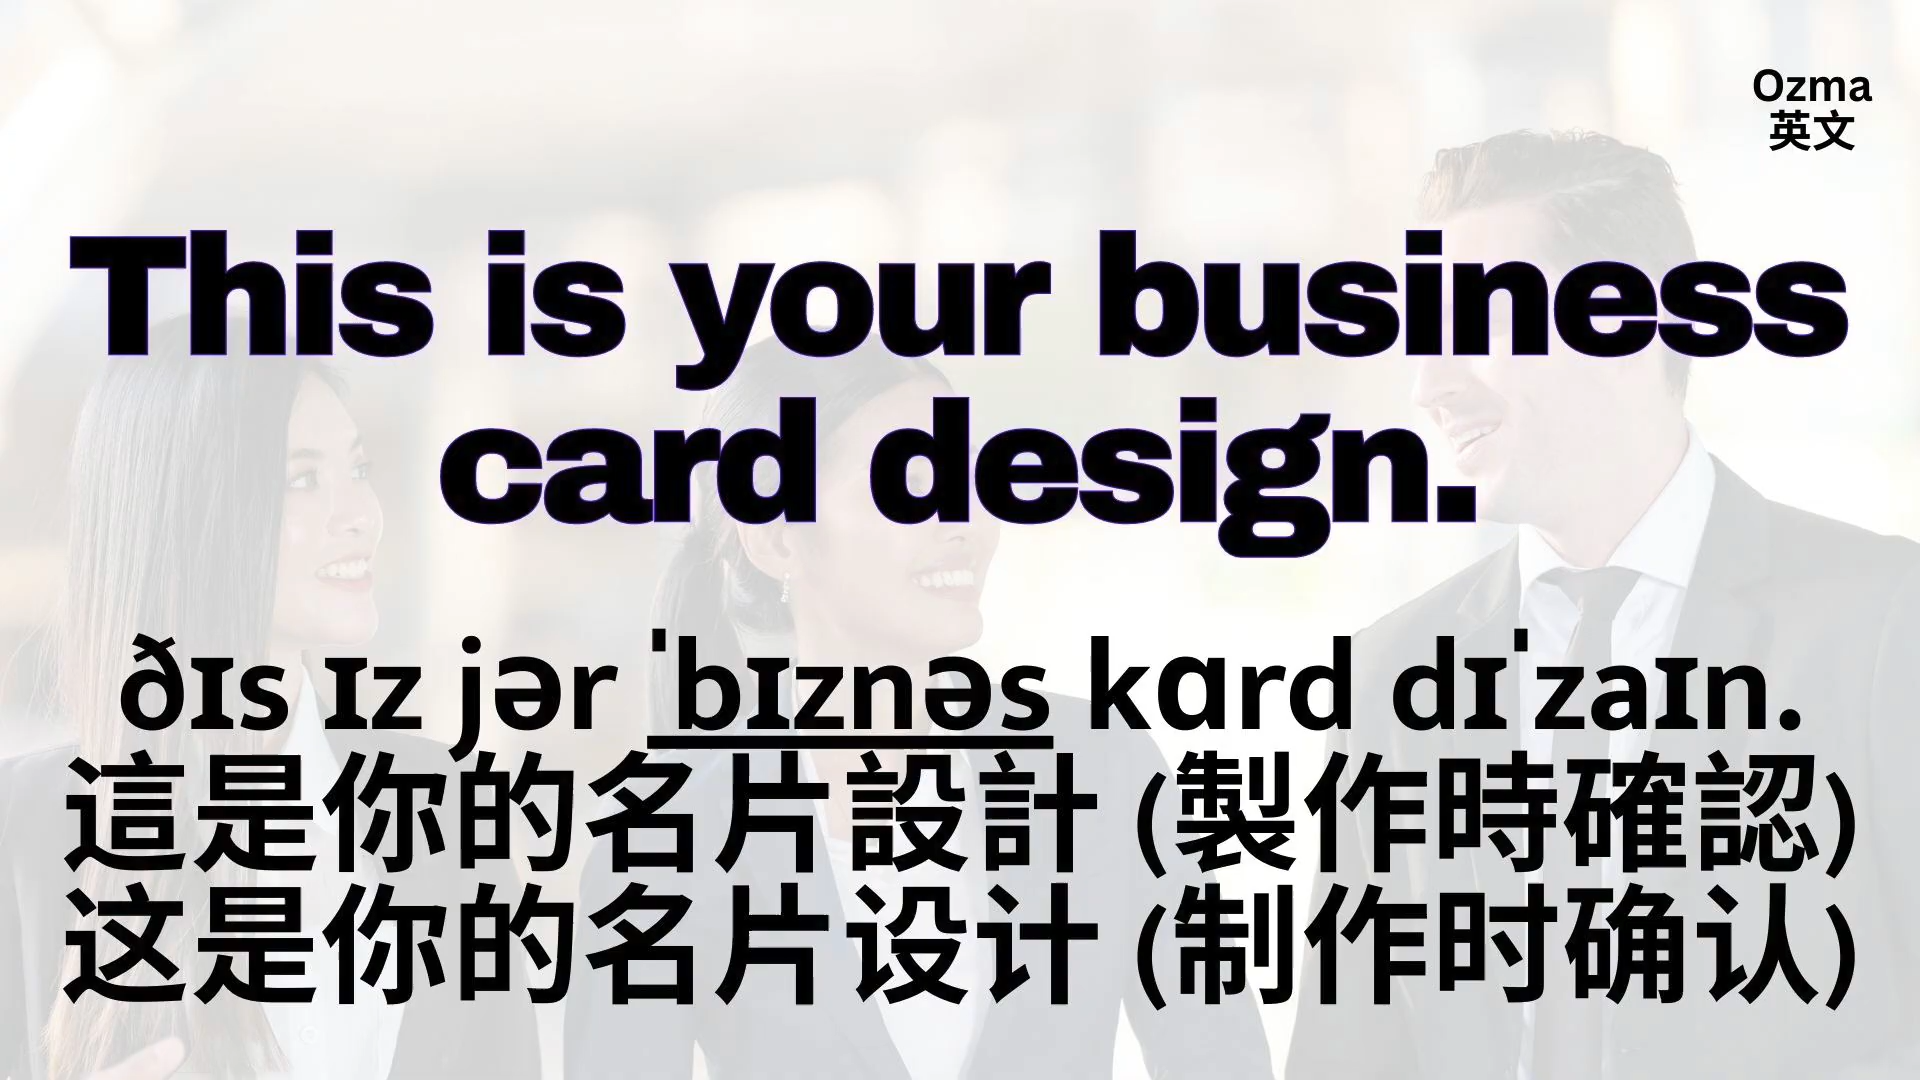 Ozma
英文
This is your business
card design.
ðɪs ɪz jər ˈbɪznəs kɑrd dɪˈzaɪn.
這是你的名片設計 (製作時確認)
这是你的名片设计 (制作时确认)